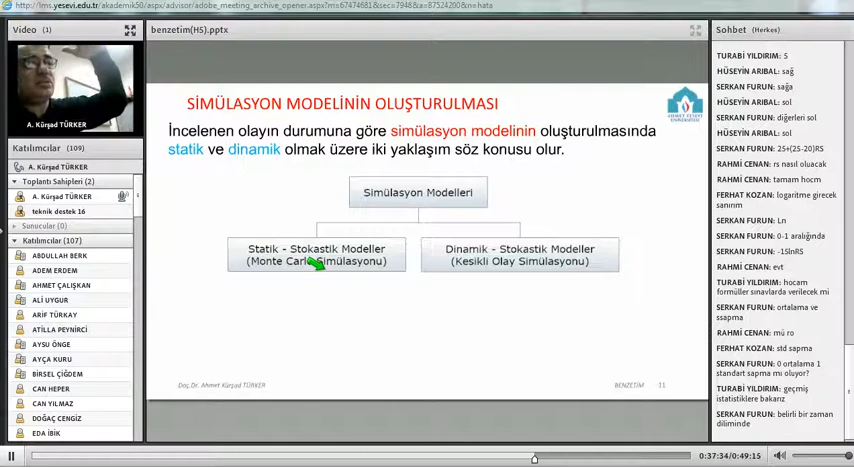 http://lms.yesevi.edu.tr/akademik50/aspx/advisor/adobe_meeting_archive_opener.aspx?m=67474681&sec=7948&a=87524290&n=hata
Video (1)
A. Kürşad TÜRKER
Katılımcılar (109)
A. Kürşad TÜRKER
Toplantı Sahipleri (2)
A. Kürşad TÜRKER
teknik destek 16
Sunucular (0)
Katılımcılar (107)
ABDULLAH BERK
ADEM ERDEM
AHMET ÇALIŞKAN
ALİ UYGUR
ARİF TÜRKAY
ATİLLA PEYNİRCİ
AYSU ÖNGE
AYÇA KURU
BİRSEL ÇİĞDEM
CAN HEPER
CAN YILMAZ
DOĞAÇ CENGİZ
EDA İBİK
benzetim(H5).pptx
SİMÜLASYON MODELİNİN OLUŞTURULMASI
AHMET YESEVİ
ÜNİVERSİTESİ
İncelenen olayın durumuna göre simülasyon modelinin oluşturulmasında
statik ve dinamik olmak üzere iki yaklaşım söz konusu olur.
Simülasyon Modelleri
Statik - Stokastik Modeller
(Monte Carlo Simülasyonu)
Dinamik - Stokastik Modeller
(Kesikli Olay Simülasyonu)
Doç.Dr. Ahmet Kürşad TÜRKER
BENZETİM
11
Sohbet (Herkes)
TURABİ YILDIRIM: 5
HÜSEYİN ARIBAL: sağ
SERKAN FURUN: sağa
HÜSEYİN ARIBAL: sol
SERKAN FURUN: diğerleri sol
HÜSEYİN ARIBAL: sol
SERKAN FURUN: 25+(25-20)RS
RAHMİ CENAN: rs nasıl olucak
RAHMİ CENAN: tamam hocm
FERHAT KOZAN: logaritme girecek
sanırım
SERKAN FURUN: Ln
SERKAN FURUN: 0-1 aralığında
SERKAN FURUN: -15lnRS
RAHMİ CENAN: evt
TURABİ YILDIRIM: hocam
formüller sınavlarda verilecek mi
SERKAN FURUN: ortalama ve
ssapma
RAHMİ CENAN: mü ro
FERHAT KOZAN: std sapma
SERKAN FURUN: 0 ortalama 1
standart sapma mı oluyor?
TURABİ YILDIRIM: geçmiş
istatistiklere bakarız
SERKAN FURUN: belirli bir zaman
diliminde
0:37:34/0:49:15